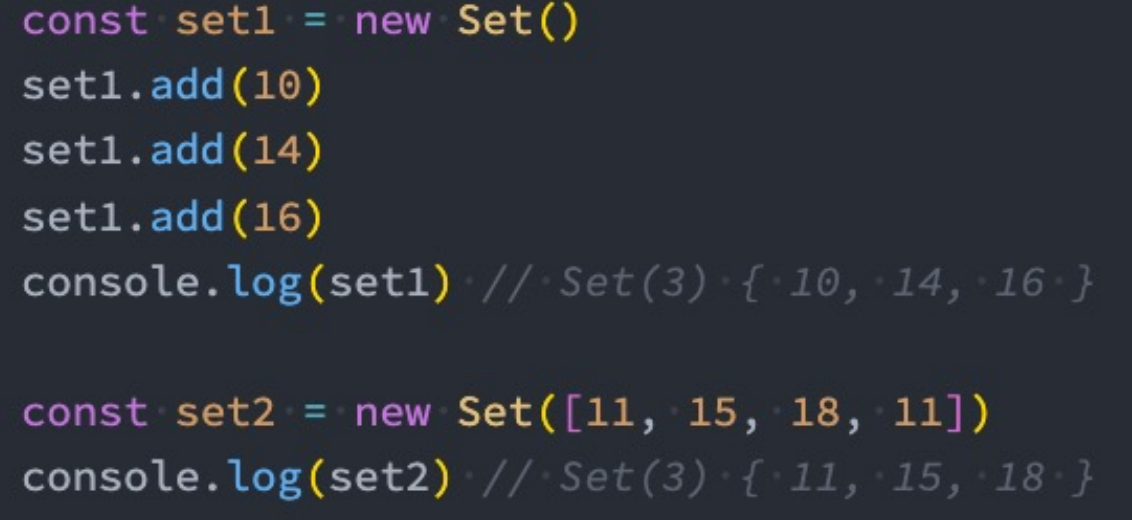 const set1 = new Set()
set1.add(10)
set1.add(14)
set1.add(16)
console.log(set1) // Set(3) { 10, 14, 16 }
const set2 = new Set([11, 15, 18, 11])
console.log(set2) // Set(3) { 11, 15, 18 }